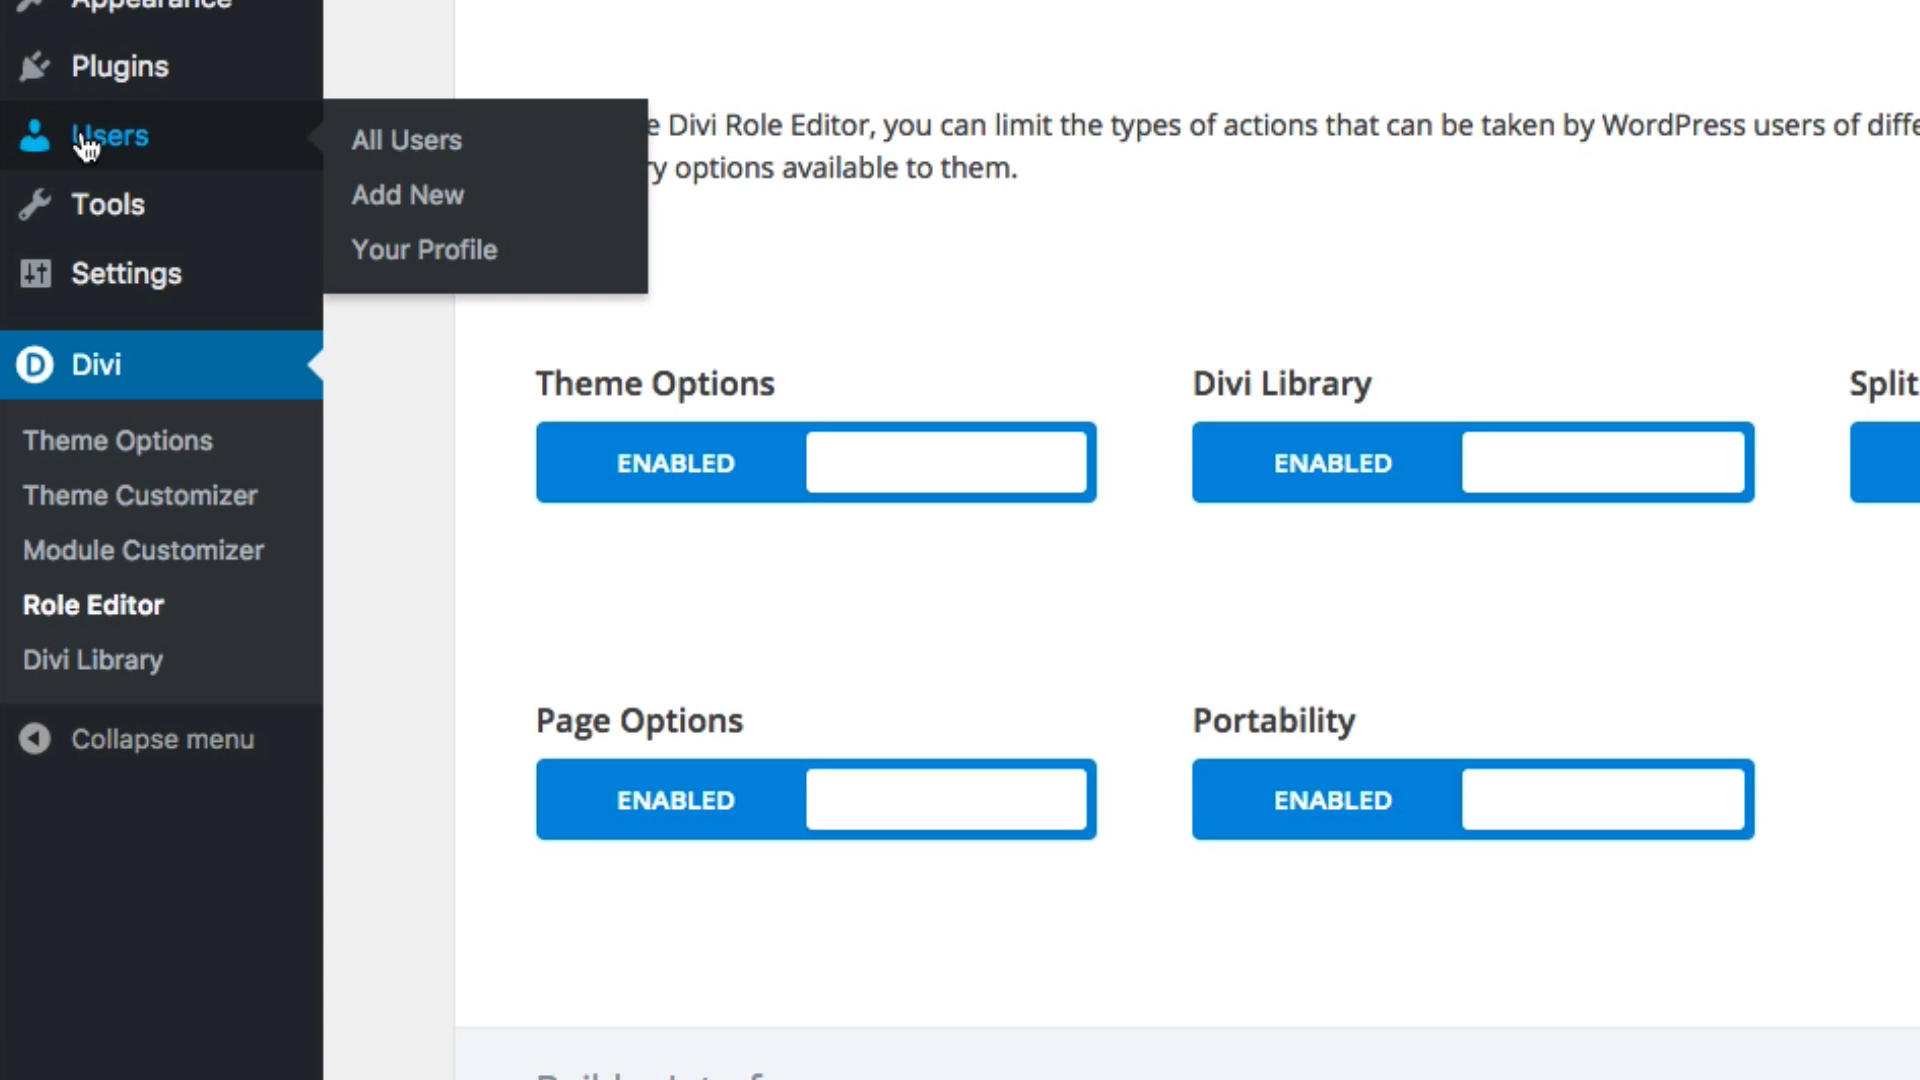 Appearance
Plugins
Users
Tools
Settings
Divi
Theme Options
Theme Customizer
Module Customizer
Role Editor
Divi Library
Collapse menu
All Users
Add New
Your Profile
Divi Role Editor, you can limit the types of actions that can be taken by WordPress users of
options available to them.
Theme Options
ENABLED
Divi Library
ENABLED
Split
Page Options
ENABLED
Portability
ENABLED